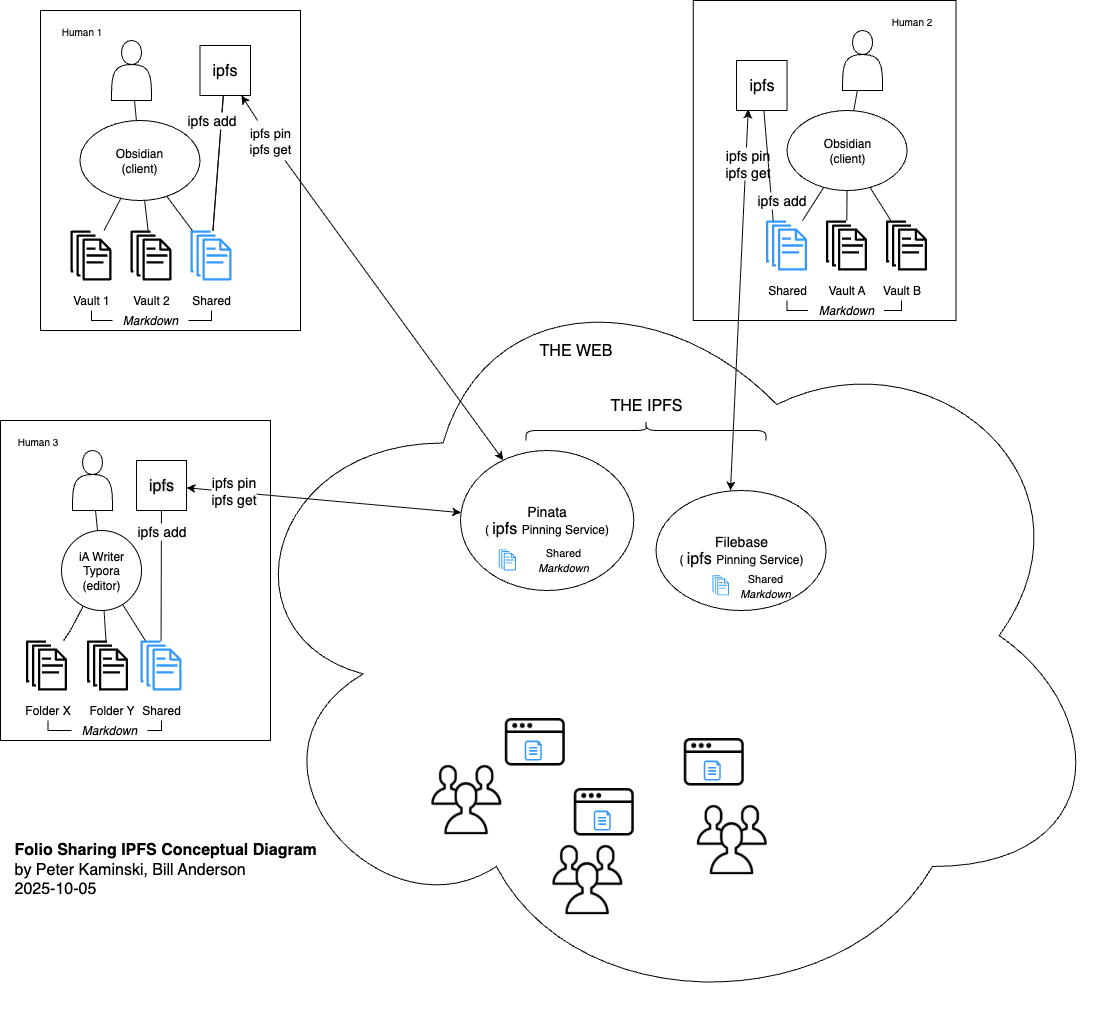 Human 1
ipfs
ipfs add
ipfs pin
ipfs get
Obsidian
(client)
Vault 1
Vault 2
Shared
Markdown
Human 2
ipfs
Obsidian
(client)
ipfs pin
ipfs get
ipfs add
Shared
Vault A
Vault B
Markdown
THE WEB
THE IPFS
Human 3
ipfs
ipfs pin
ipfs get
ipfs add
iA Writer
Typora
(editor)
Folder X
Folder Y
Shared
Markdown
Pinata
( ipfs Pinning Service)
Shared
Markdown
Filebase
( ipfs Pinning Service)
Shared
Markdown
Folio Sharing IPFS Conceptual Diagram
by Peter Kaminski, Bill Anderson
2025-10-05